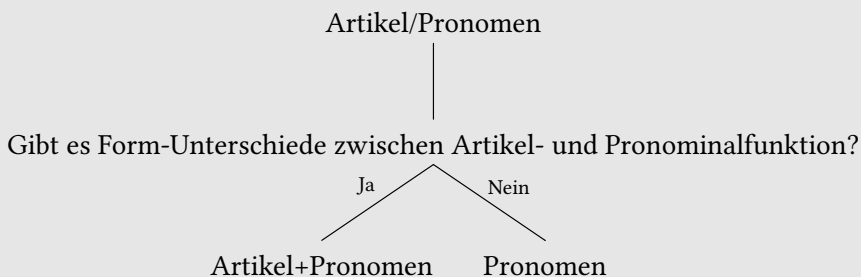 Artikel/Pronomen
Gibt es Form-Unterschiede zwischen Artikel- und Pronominalfunktion?
Ja Nein
Artikel+Pronomen Pronomen